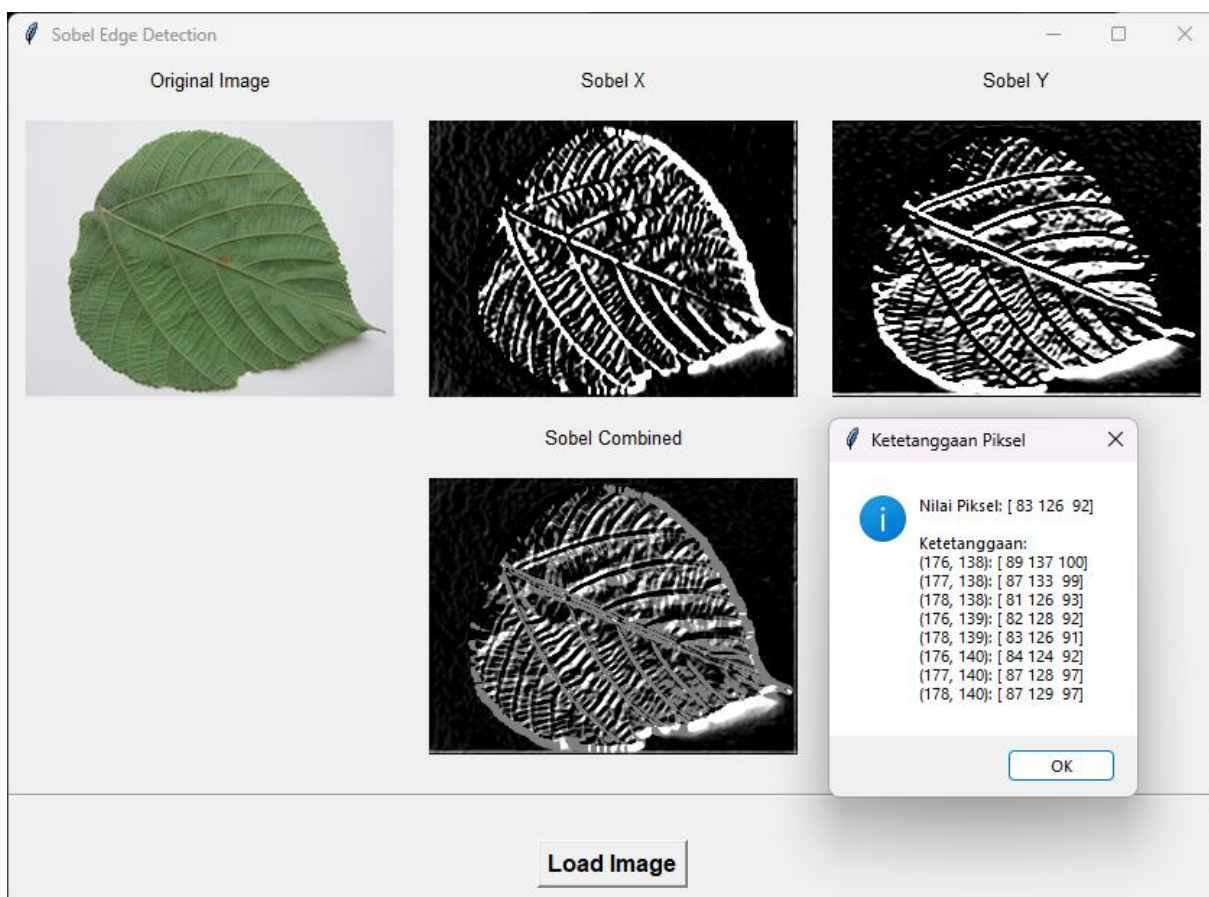 Sobel Edge Detection
Original Image
Sobel X
Sobel Y
Sobel Combined
Ketetanggaan Piksel
Nilai Piksel: [ 83 126  92]
Ketetanggaan:
(176, 138): [ 89 137 100]
(177, 138): [ 87 133  99]
(178, 138): [ 81 126  93]
(176, 139): [ 82 128  92]
(178, 139): [ 83 126  91]
(176, 140): [ 84 124  92]
(177, 140): [ 87 128  97]
(178, 140): [ 87 129  97]
OK
Load Image